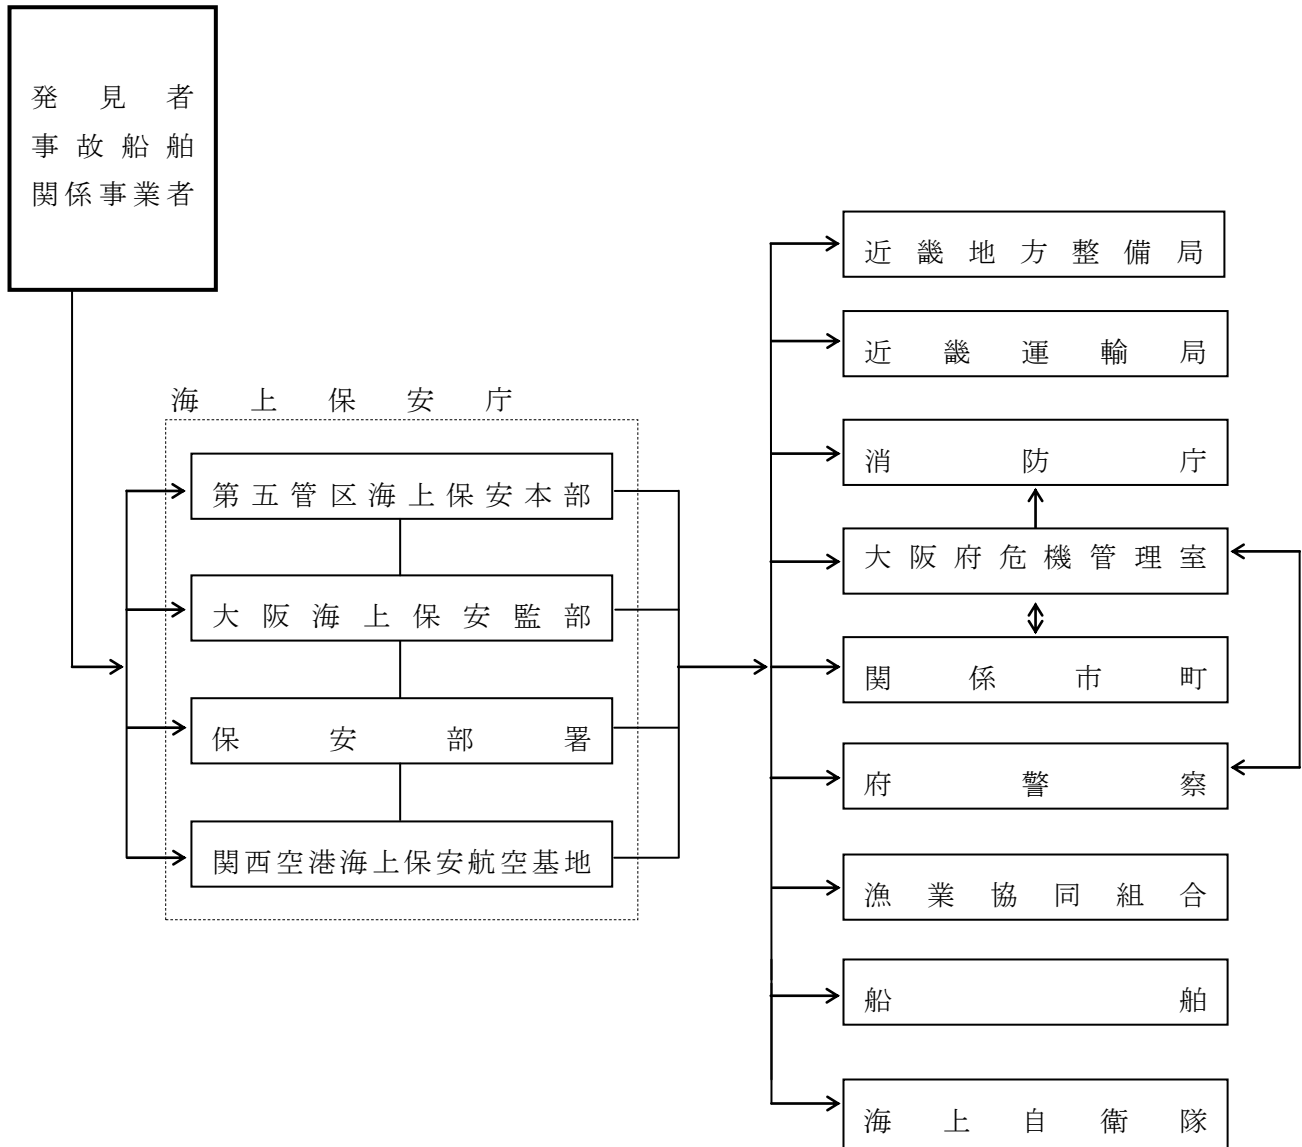 発見者
事故船舶
関係事業者
海上保安庁
第五管区海上保安本部
大阪海上保安監部
保安部署
関西空港海上保安航空基地
近畿地方整備局
近畿運輸局
消防庁
大阪府危機管理室
関係市町
府警察
漁業協同組合
船舶
海上自衛隊